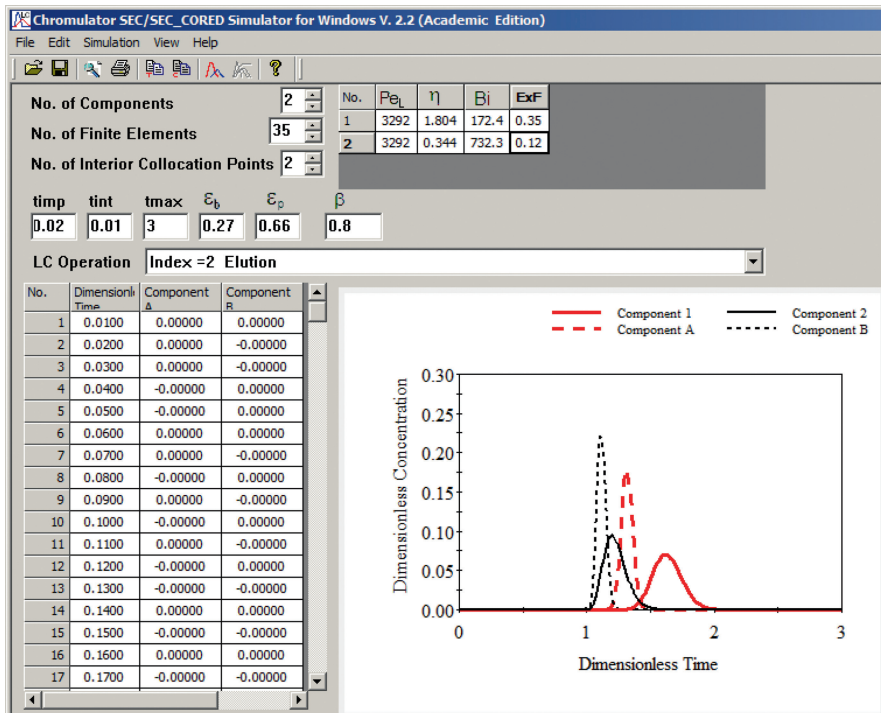 Chromulator SEC/SEC_CORED Simulator for Windows V. 2.2 (Academic Edition)
File Edit Simulation View Help
No. of Components 2
No. of Finite Elements 35
No. of Interior Collocation Points 2
No. PeL η Bi ExF
1 3292 1.804 172.4 0.35
2 3292 0.344 732.3 0.12
timp tint tmax εb εp β
0.02 0.01 3 0.27 0.66 0.8
LC Operation Index =2 Elution
No. Dimensionl Component Component
Time A B
1 0.0100 0.00000 0.00000
2 0.0200 0.00000 -0.00000
3 0.0300 0.00000 -0.00000
4 0.0400 -0.00000 0.00000
5 0.0500 -0.00000 0.00000
6 0.0600 0.00000 0.00000
7 0.0700 0.00000 -0.00000
8 0.0800 -0.00000 0.00000
9 0.0900 0.00000 0.00000
10 0.1000 -0.00000 0.00000
11 0.1100 0.00000 -0.00000
12 0.1200 -0.00000 0.00000
13 0.1300 -0.00000 0.00000
14 0.1400 0.00000 0.00000
15 0.1500 -0.00000 -0.00000
16 0.1600 0.00000 0.00000
17 0.1700 -0.00000 -0.00000
Component 1 Component 2
Component A Component B
Dimensionless Concentration
0.30
0.25
0.20
0.15
0.10
0.05
0.00
0 1 2 3
Dimensionless Time